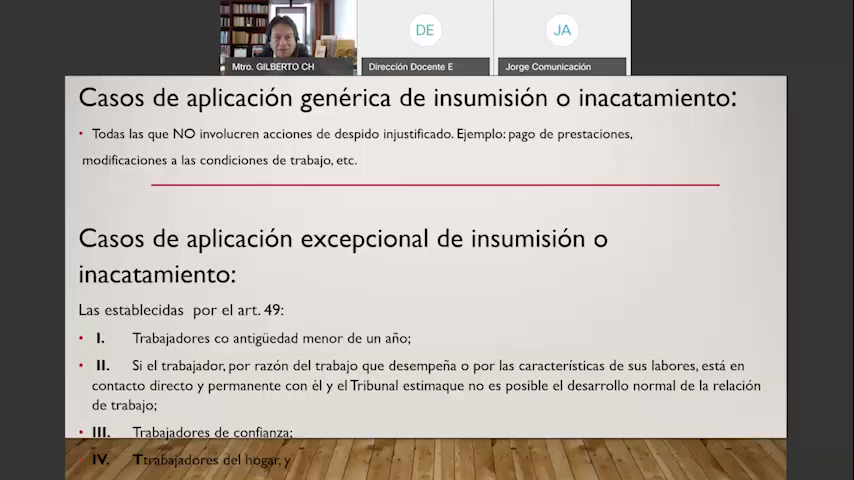 DE
JA
Mtro. GILBERTO CH
Dirección Docente E
Jorge Comunicación
Casos de aplicación genérica de insumisión o inacatamiento:
• Todas las que NO involucren acciones de despido injustificado. Ejemplo: pago de prestaciones,
modificaciones a las condiciones de trabajo, etc.
Casos de aplicación excepcional de insumisión o
inacatamiento:
Las establecidas por el art. 49:
• I. Trabajadores co antigüedad menor de un año;
• II. Si el trabajador, por razón del trabajo que desempeña o por las características de sus labores, está en
contacto directo y permanente con él y el Tribunal estimaque no es posible el desarrollo normal de la relación
de trabajo;
• III. Trabajadores de confianza;
• IV. Ttrabajadores del hogar, y